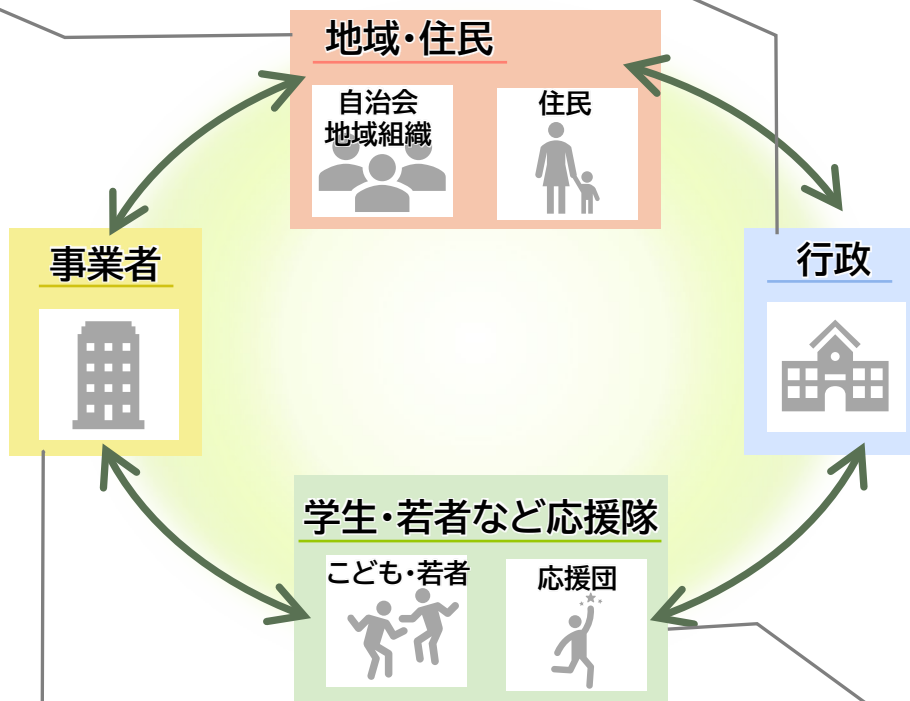 地域・住民
自治会
地域組織
住民
事業者
行政
学生・若者など応援隊
こども・若者
応援団